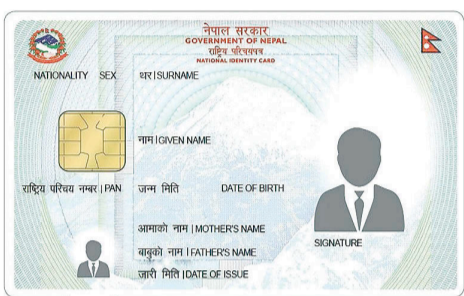 नेपाल सरकार
GOVERNMENT OF NEPAL
राष्ट्रिय परिचयपत्र
NATIONAL IDENTITY CARD
NATIONALITY SEX थर | SURNAME
नाम | GIVEN NAME
राष्ट्रिय परिचय नम्बर | PAN जन्म मिति DATE OF BIRTH
आमाको नाम | MOTHER'S NAME
SIGNATURE
बाबुको नाम | FATHER'S NAME
जारी मिति | DATE OF ISSUE